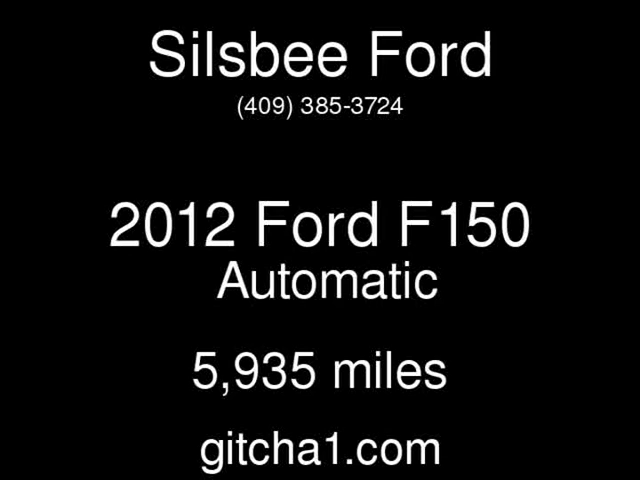 Silsbee Ford
(409) 385-3724
2012 Ford F150
Automatic
5,935 miles
gitcha1.com